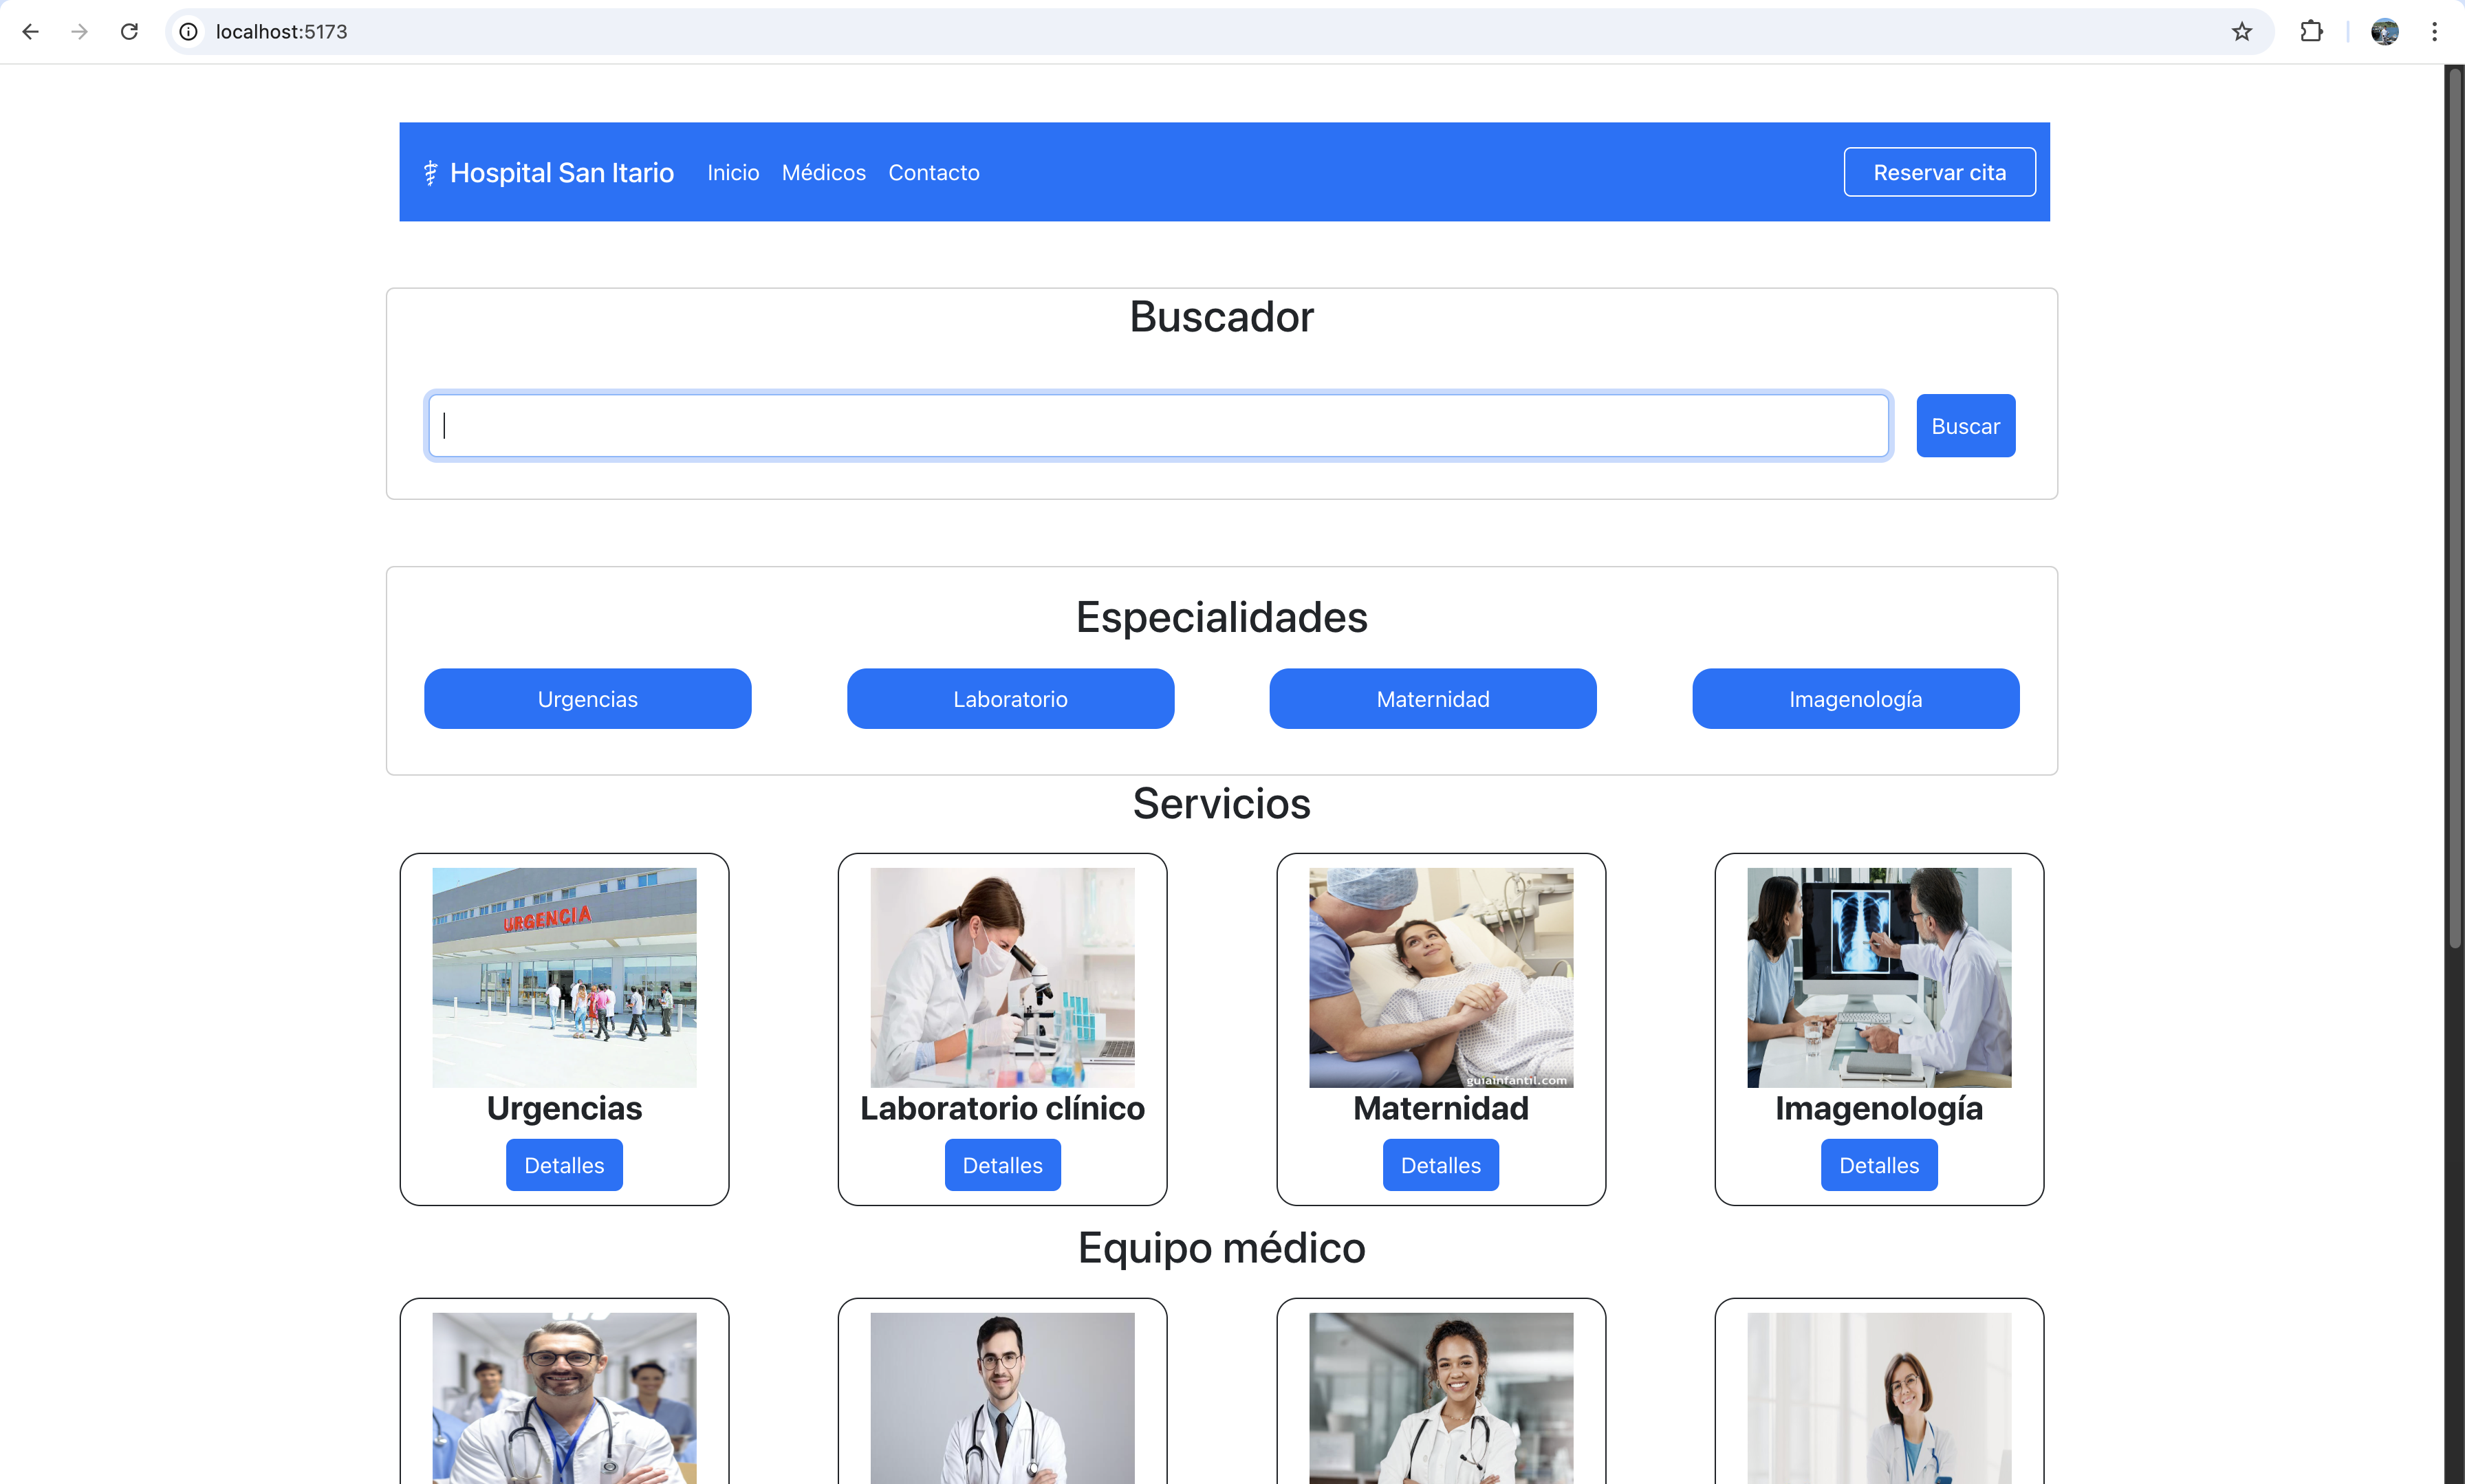 localhost:5173
Hospital San Itario Inicio Médicos Contacto Reservar cita
Buscador
Buscar
Especialidades
Urgencias Laboratorio Maternidad Imagenología
Servicios
URGENCIA
guiainfantil.com
Urgencias Laboratorio clínico Maternidad Imagenología
Detalles Detalles Detalles Detalles
Equipo médico